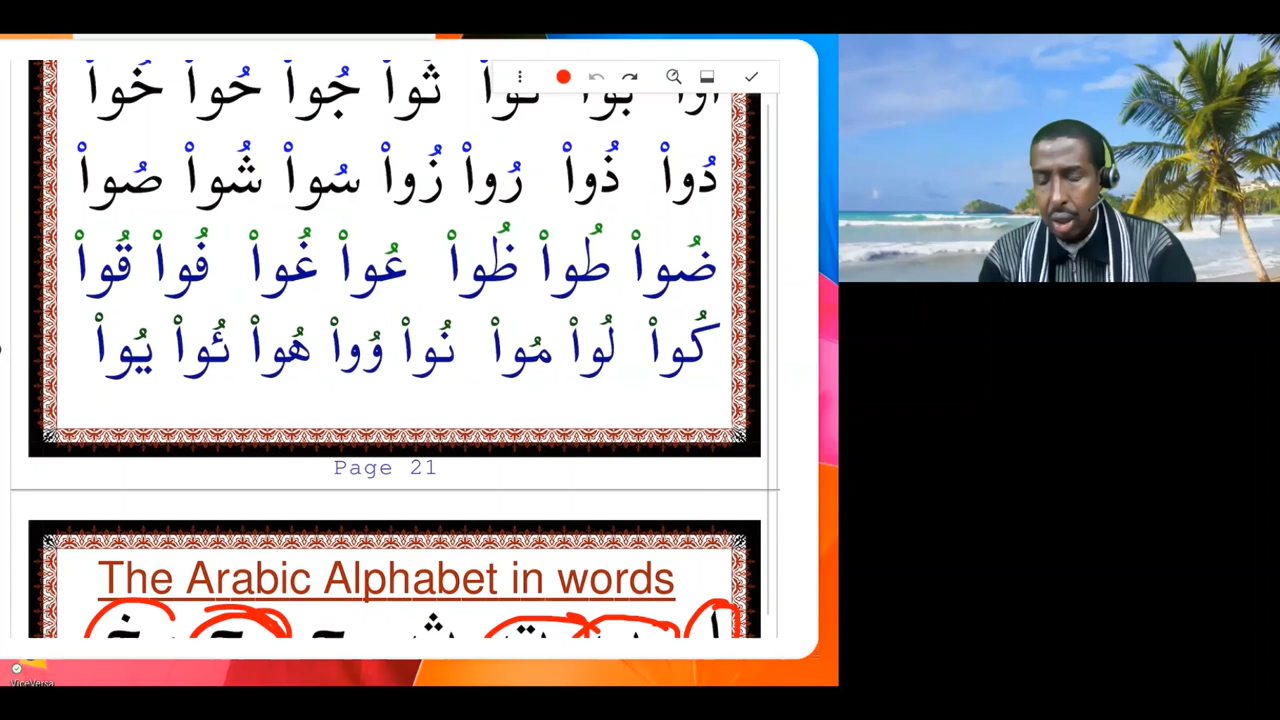 ثُواْ جُواْ حُواْ خُواْ
دُواْ ذُواْ رُواْ زُواْ سُواْ شُواْ صُواْ
ضُواْ طُواْ ظُواْ عُواْ غُواْ فُواْ قُواْ
كُواْ لُواْ مُواْ نُواْ وُواْ هُواْ ئُواْ يُواْ
Page 21
The Arabic Alphabet in words
ViceVersa